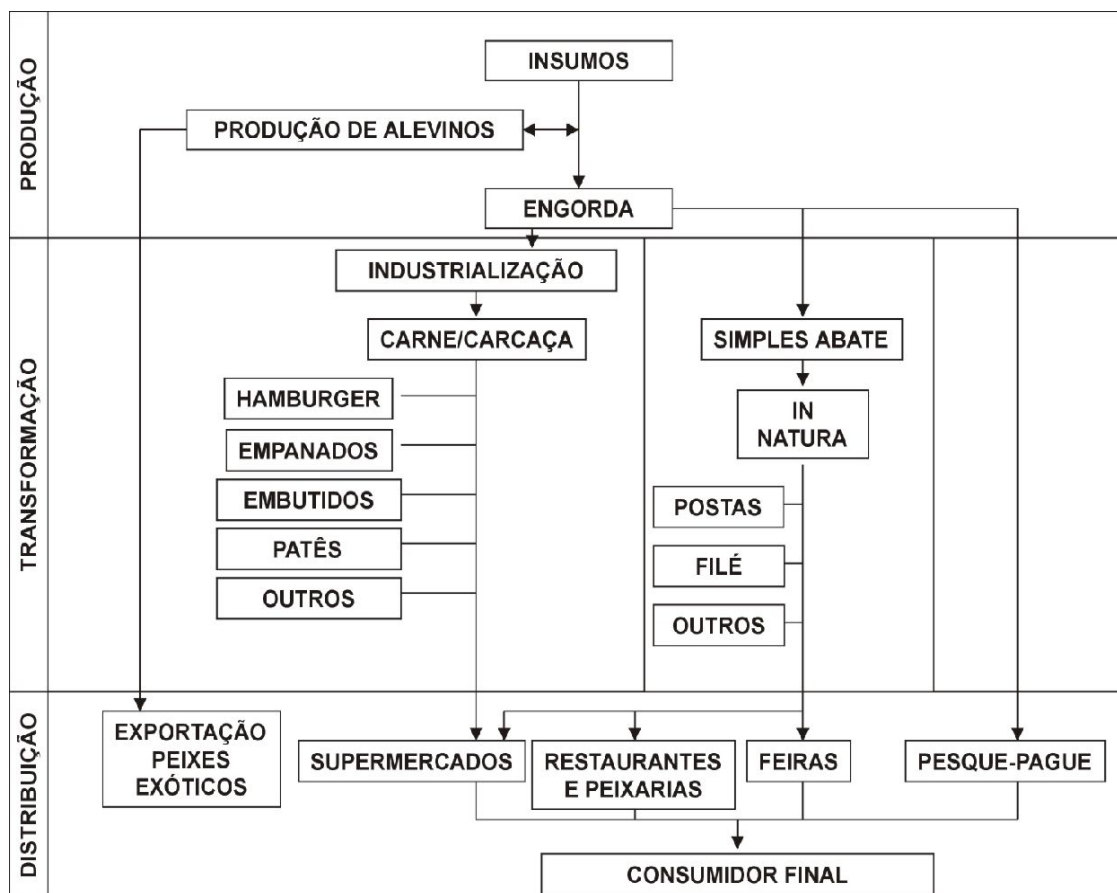 PRODUÇÃO
INSUMOS
PRODUÇÃO DE ALEVINOS
ENGORDA
TRANSFORMAÇÃO
INDUSTRIALIZAÇÃO
CARNE/CARCAÇA
HAMBURGER
EMPANADOS
EMBUTIDOS
PATÊS
OUTROS
SIMPLES ABATE
IN
NATURA
POSTAS
FILÉ
OUTROS
DISTRIBUIÇÃO
EXPORTAÇÃO
PEIXES
EXÓTICOS
SUPERMERCADOS
RESTAURANTES
E PEIXARIAS
FEIRAS
PESQUE-PAGUE
CONSUMIDOR FINAL